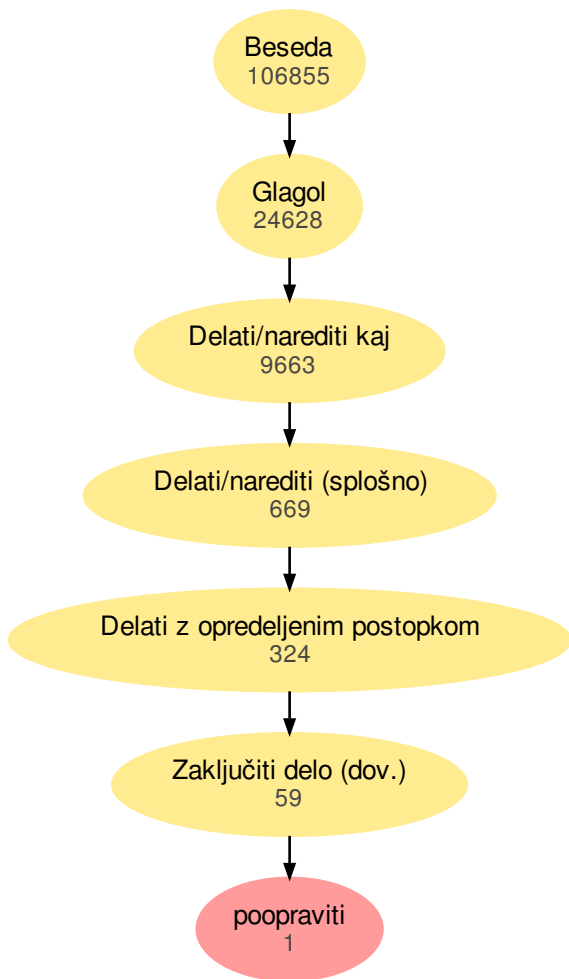 Beseda
106855
Glagol
24628
Delati/narediti kaj
9663
Delati/narediti (splošno)
669
Delati z opredeljenim postopkom
324
Zaključiti delo (dov.)
59
poopraviti
1